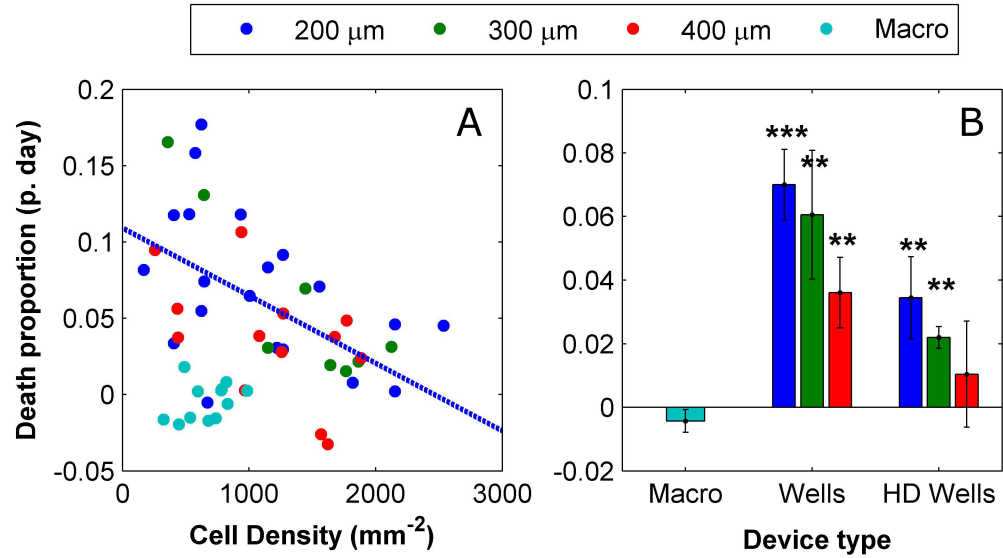 200 μm 300 μm 400 μm Macro
A
B
Death proportion (p. day)
0.2
0.15
0.1
0.05
0
-0.05
0 1000 2000 3000
Cell Density (mm⁻²)
0.1
0.08
0.06
0.04
0.02
0
-0.02
***
**
**
**
**
Macro Wells HD Wells
Device type